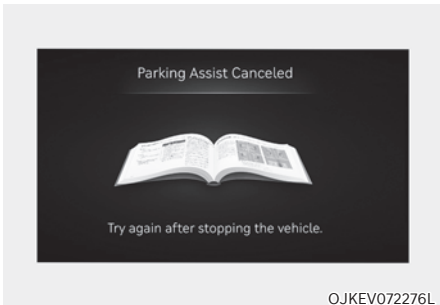 Parking Assist Canceled
Try again after stopping the vehicle.
OJKEV072276L